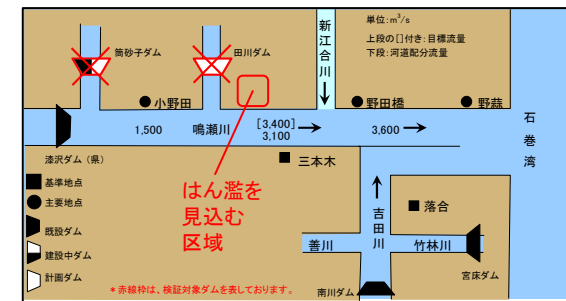 単位:m³/s
上段の[]付き:目標流量
下段:河道配分流量
新江合川
筒砂子ダム
田川ダム
小野田
野田橋
野蒜
石巻湾
1,500
鳴瀬川
[3,400]
3,100
3,600
漆沢ダム(県)
三本木
はん濫を
見込む
区域
基準地点
主要地点
既設ダム
建設中ダム
計画ダム
吉田川
落合
善川
竹林川
宮床ダム
南川ダム
*赤線枠は、検証対象ダムを表しております。